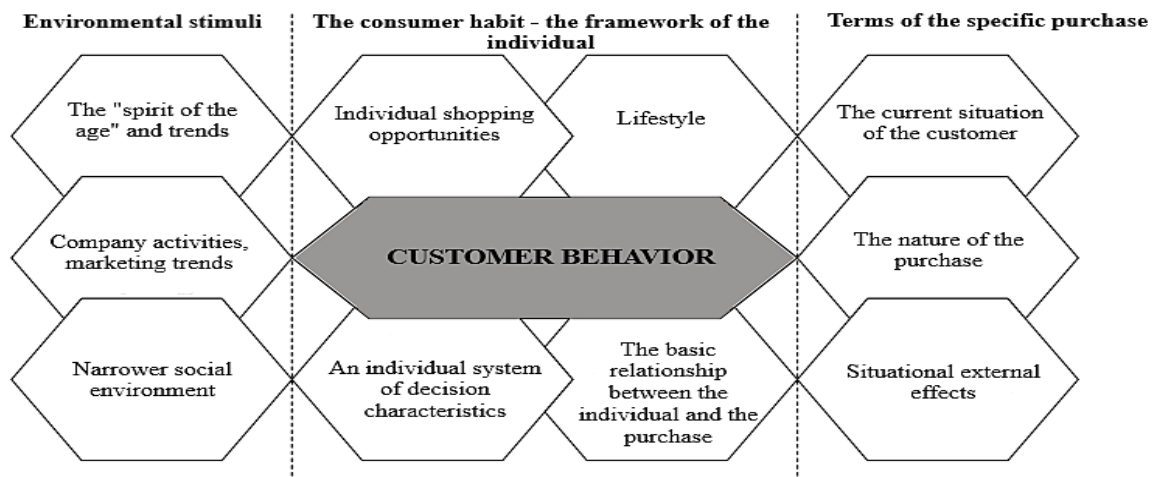 Environmental stimuli
The consumer habit - the framework of the
individual
Terms of the specific purchase
The "spirit of the
age" and trends
Individual shopping
opportunities
Lifestyle
The current situation
of the customer
Company activities,
marketing trends
CUSTOMER BEHAVIOR
The nature of the
purchase
Narrower social
environment
An individual system
of decision
characteristics
The basic
relationship
between the
individual and the
purchase
Situational external
effects